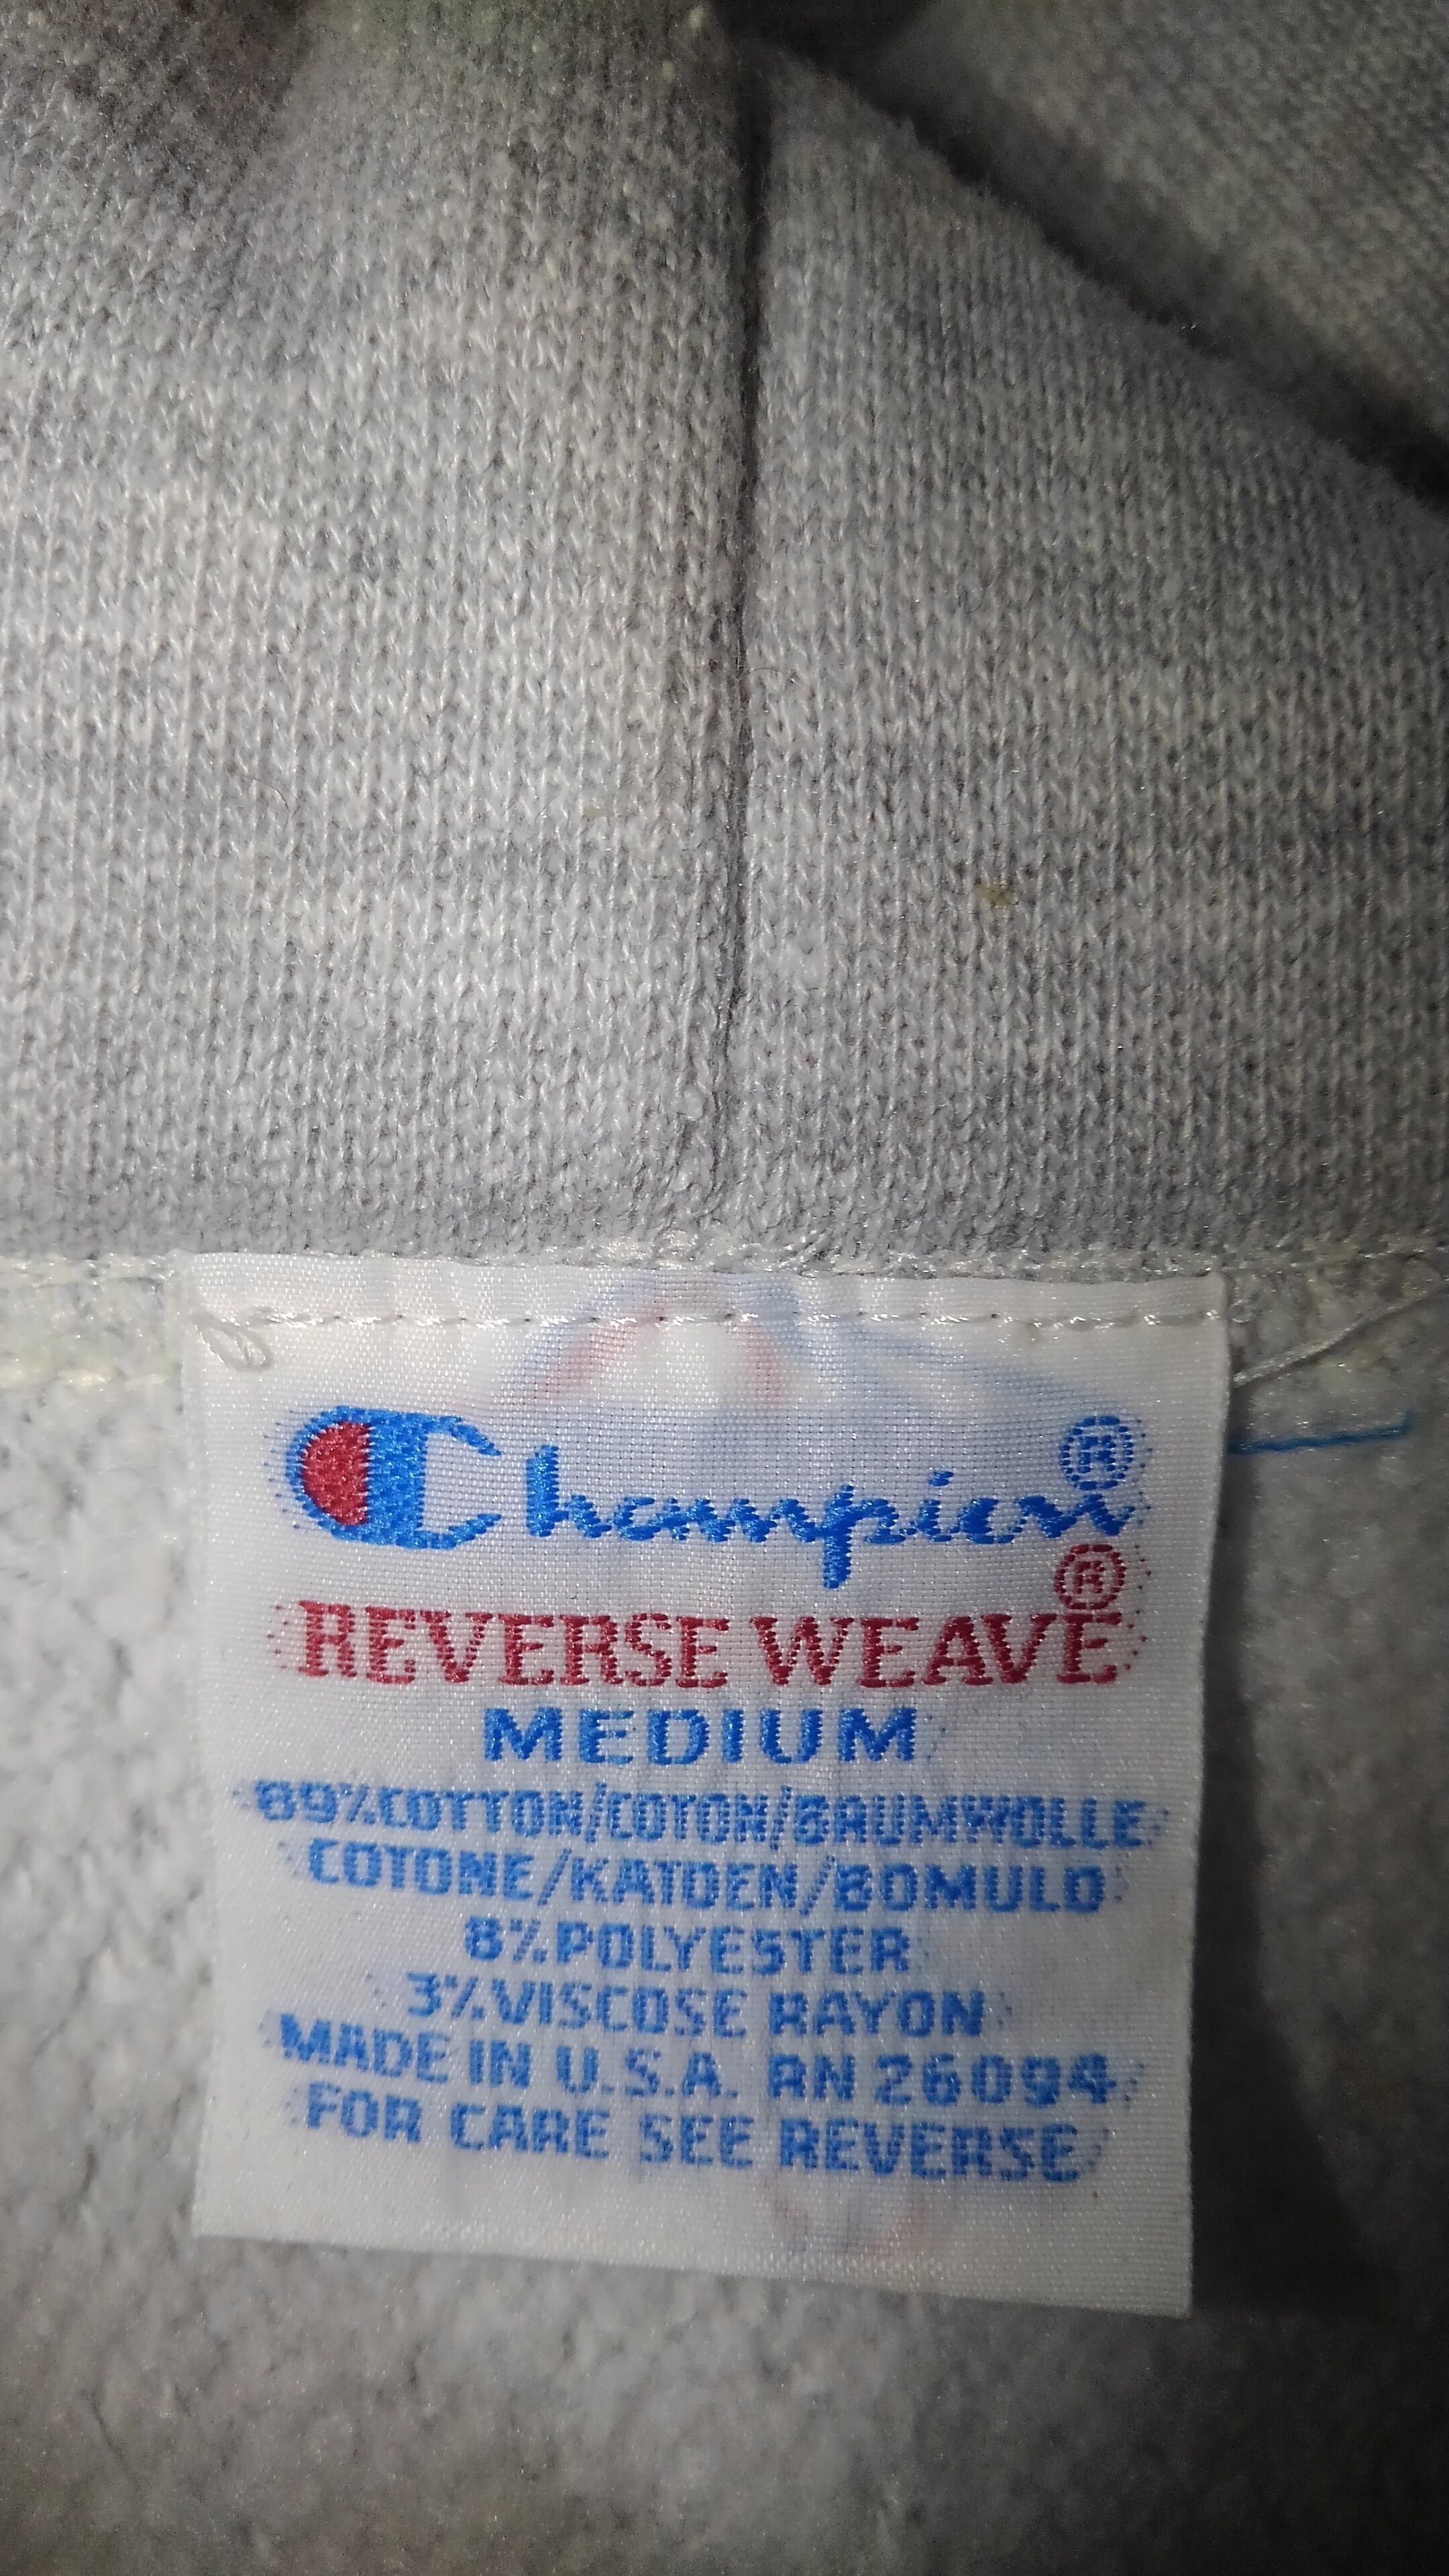 Champion®
REVERSE WEAVE®
MEDIUM
89%COTTON/COTON/BAUMWOLLE
COTONE/KATOEN/BOMULD
8%POLYESTER
3%VISCOSE RAYON
MADE IN U.S.A. RN 26094
FOR CARE SEE REVERSE